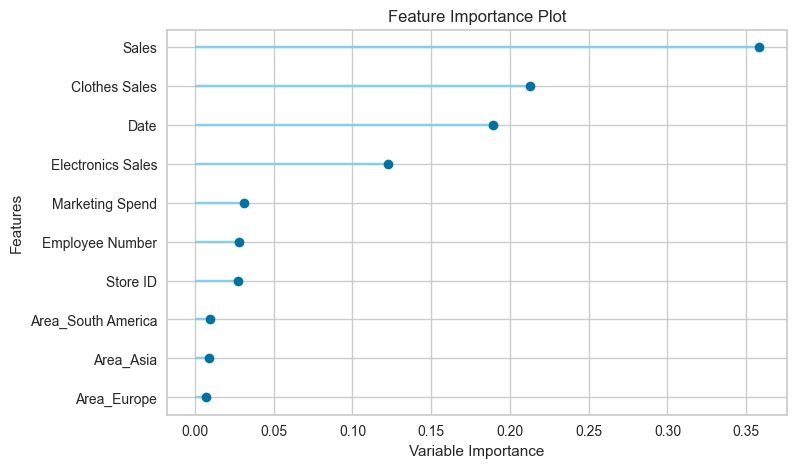 Feature Importance Plot
Sales
Clothes Sales
Date
Electronics Sales
Marketing Spend
Employee Number
Store ID
Area_South America
Area_Asia
Area_Europe
Features
0.00 0.05 0.10 0.15 0.20 0.25 0.30 0.35
Variable Importance